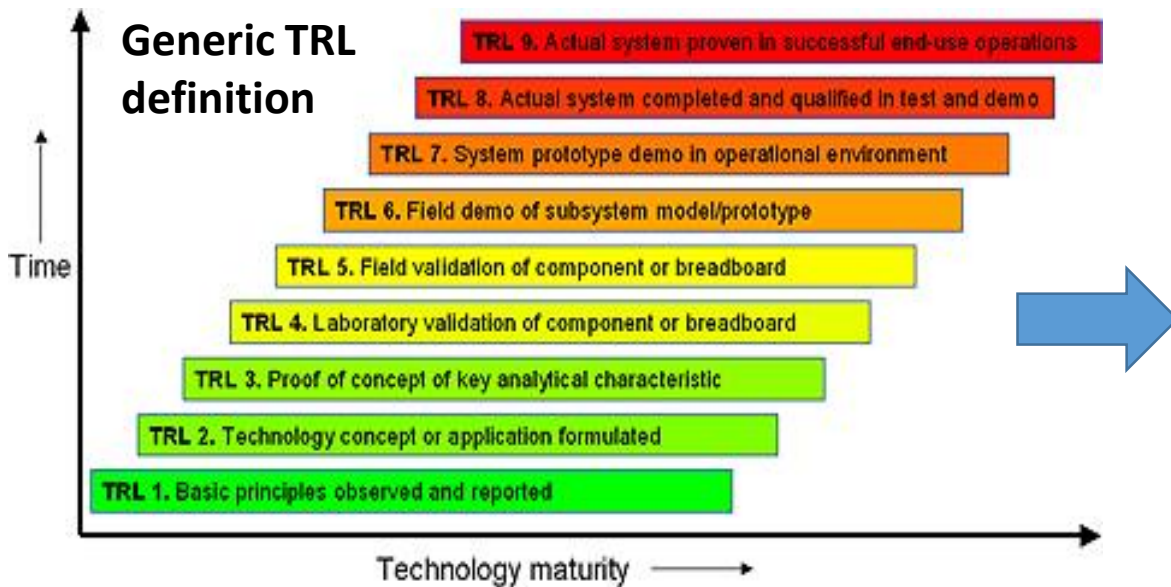 Generic TRL
definition
TRL 9. Actual system proven in successful end-use operations
TRL 8. Actual system completed and qualified in test and demo
TRL 7. System prototype demo in operational environment
TRL 6. Field demo of subsystem model/prototype
TRL 5. Field validation of component or breadboard
TRL 4. Laboratory validation of component or breadboard
TRL 3. Proof of concept of key analytical characteristic
TRL 2. Technology concept or application formulated
TRL 1. Basic principles observed and reported
Time
Technology maturity